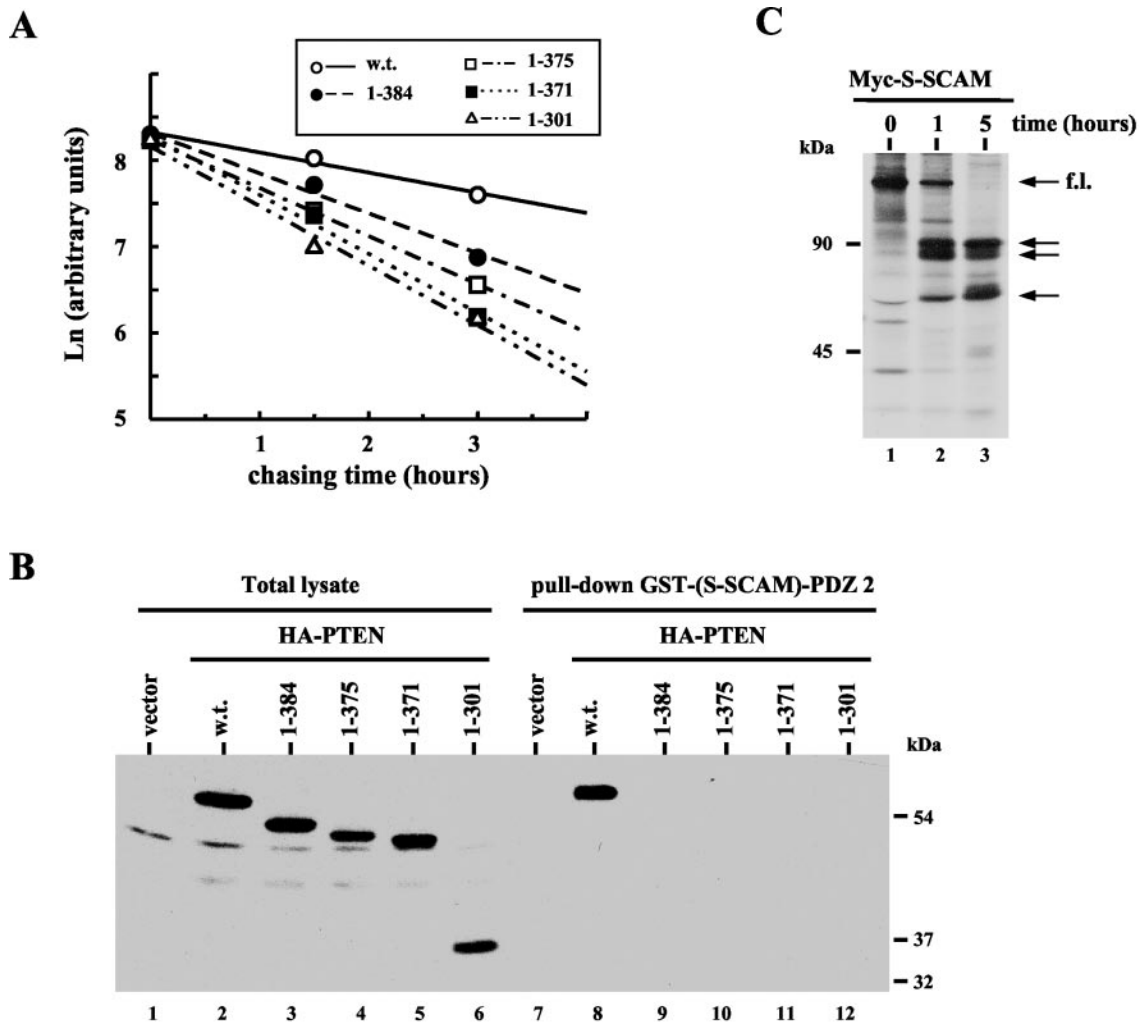 A
w.t.
1-384
1-375
1-371
1-301
Ln (arbitrary units)
8
7
6
5
1 2 3
chasing time (hours)
C
Myc-S-SCAM
0 1 5 time (hours)
kDa
f.l.
90
45
1 2 3
B
Total lysate
pull-down GST-(S-SCAM)-PDZ 2
HA-PTEN
HA-PTEN
vector w.t. 1-384 1-375 1-371 1-301 vector w.t. 1-384 1-375 1-371 1-301
kDa
54
37
32
1 2 3 4 5 6 7 8 9 10 11 12